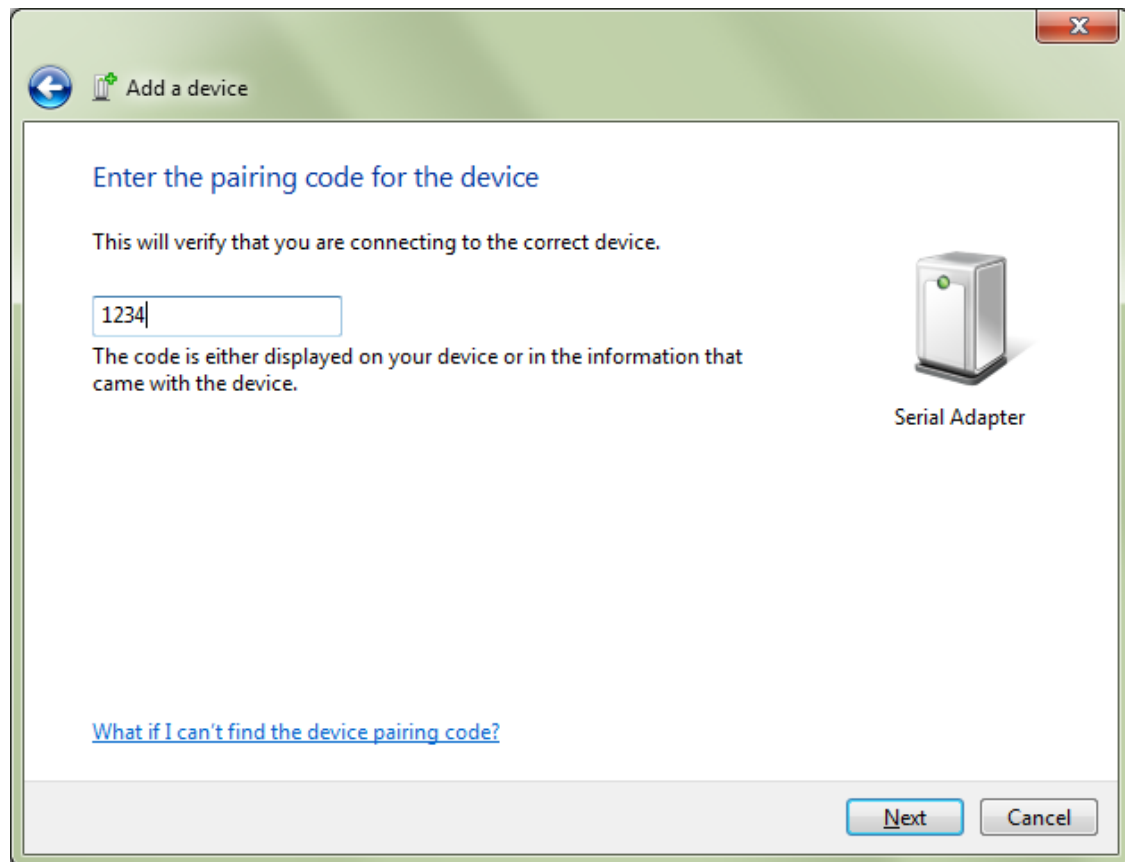 Add a device
Enter the pairing code for the device
This will verify that you are connecting to the correct device.
1234
The code is either displayed on your device or in the information that
came with the device.
Serial Adapter
What if I can't find the device pairing code?
Next
Cancel